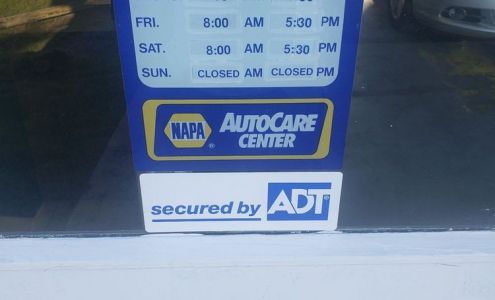 FRI. 8:00 AM 5:30 PM
SAT. 8:00 AM 5:30 PM
SUN. CLOSED AM CLOSED PM
NAPA AUTOCARE
CENTER
secured by ADT